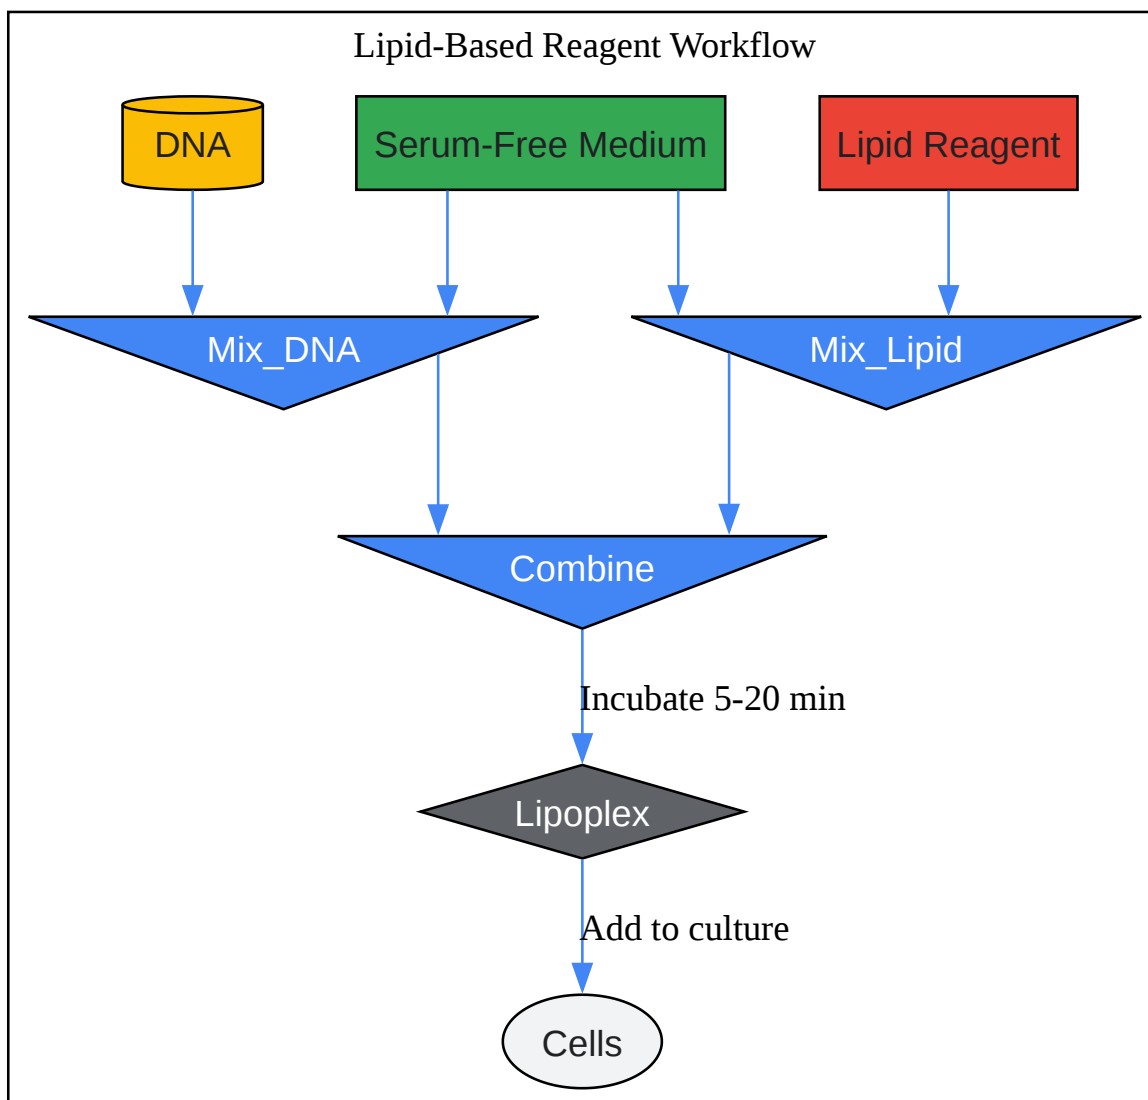 Lipid-Based Reagent Workflow
DNA
Serum-Free Medium
Lipid Reagent
Mix_DNA
Mix_Lipid
Combine
Incubate 5-20 min
Lipoplex
Add to culture
Cells